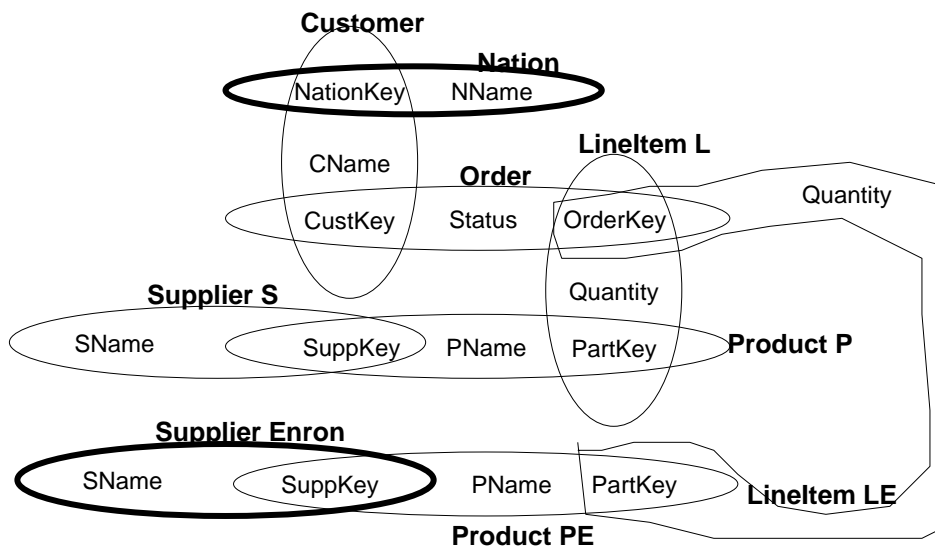 Customer
Nation
NationKey NName
LineItem L
CName
Order
Quantity
CustKey Status OrderKey
Supplier S
Quantity
SName SuppKey PName PartKey Product P
Supplier Enron
SName SuppKey PName PartKey
LineItem LE
Product PE